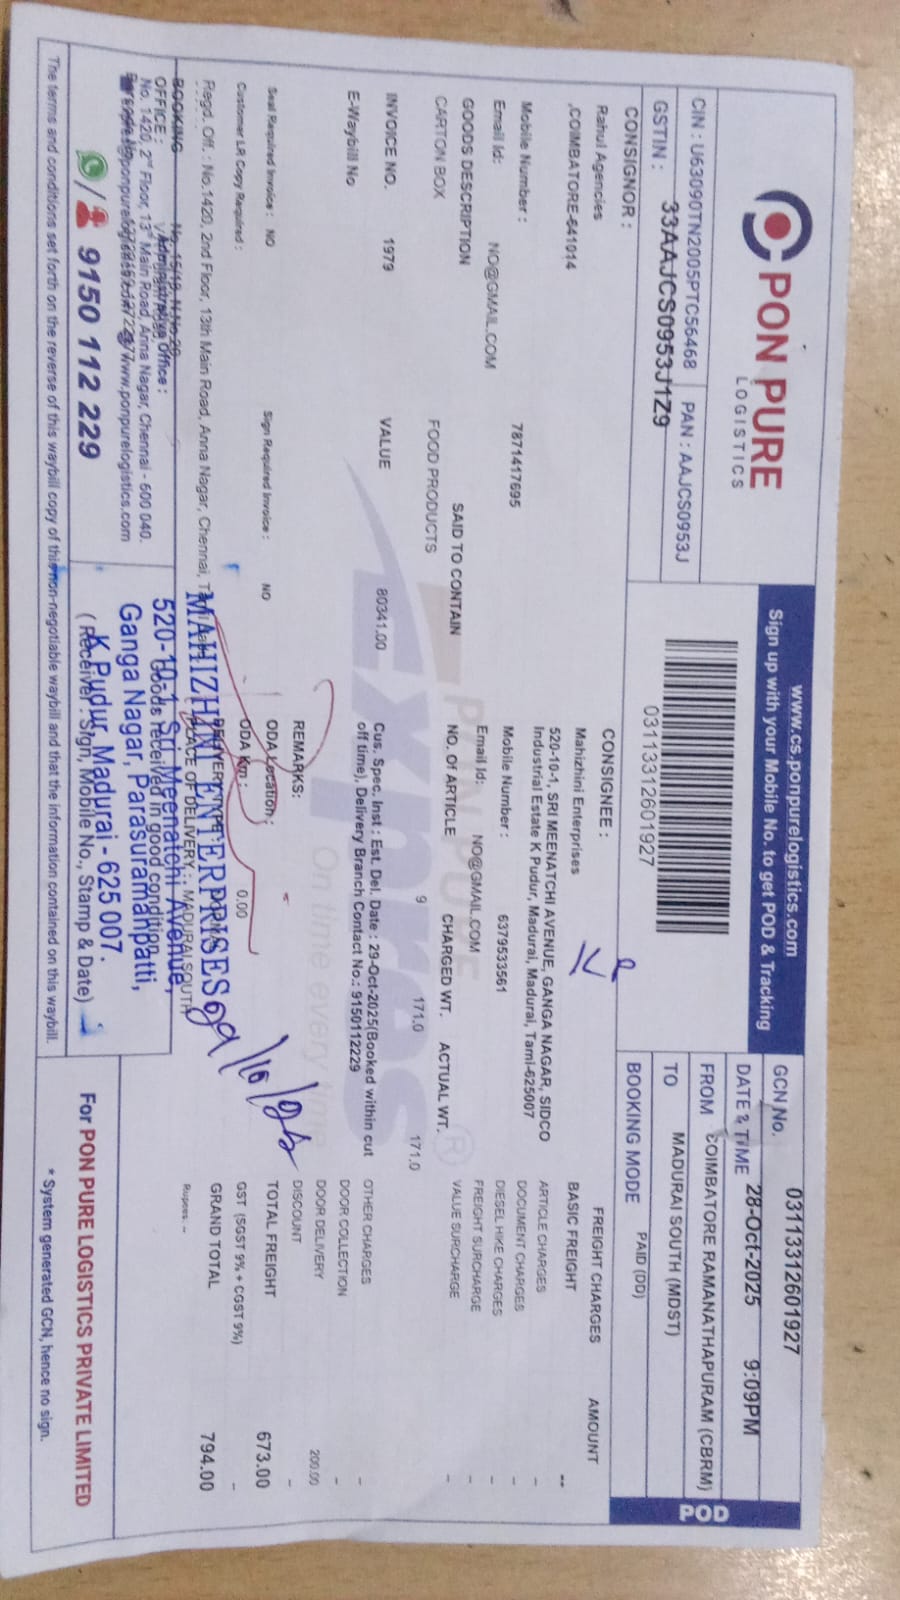 PON PURE
LOGISTICS
CIN : U63090TN2005PTC56468 PAN : AAJCS0953J
GSTIN : 33AAJCS0953J1Z9
www.cs.ponpurelogistics.com
Sign up with your Mobile No. to get POD & Tracking
03113312601927
GCN No. 03113312601927
DATE & TIME 28-Oct-2025 9:09PM
FROM COIMBATORE RAMANATHAPURAM (CBRM)
TO MADURAI SOUTH (MDST)
BOOKING MODE PAID (DD)
POD
CONSIGNOR :
Rahul Agencies
,COIMBATORE-641014
Mobile Number : 7871417695
Email Id: NO@GMAIL.COM
CONSIGNEE :
Mahizhini Enterprises
520-10-1, SRI MEENATCHI AVENUE, GANGA NAGAR, SIDCO
Industrial Estate K Pudur, Madurai, Madurai, Tami-625007
Mobile Number : 6379533561
Email Id: NO@GMAIL.COM
GOODS DESCRIPTION SAID TO CONTAIN NO. OF ARTICLE CHARGED WT. ACTUAL WT.
CARTON BOX FOOD PRODUCTS 9 171.0 171.0
INVOICE NO. 1979 VALUE 80341.00
E-Waybill No
Cus. Spec. Inst : Est. Del. Date : 29-Oct-2025(Booked within cut
off time), Delivery Branch Contact No.: 9150112229
PON PURE
Express
On time every time
REMARKS:
Seal Required Invoice : NO Sign Required Invoice : NO
Customer LR Copy Required :
ODA Location :
ODA Km : 0.00
PLACE OF DELIVERY : MADURAI SOUTH
FREIGHT CHARGES AMOUNT
BASIC FREIGHT --
ARTICLE CHARGES -
DOCUMENT CHARGES -
DIESEL HIKE CHARGES -
FREIGHT SURCHARGE -
VALUE SURCHARGE -
OTHER CHARGES -
DOOR COLLECTION -
DOOR DELIVERY 200.00
DISCOUNT -
TOTAL FREIGHT 673.00
GST (SGST 9% + CGST 9%) -
GRAND TOTAL 794.00
Rupees. --
Regd. Off. : No.1420, 2nd Floor, 13th Main Road, Anna Nagar, Chennai,
BOOKING
OFFICE :
Administrative Office :
No. 1420, 2nd Floor, 13th Main Road, Anna Nagar, Chennai - 600 040.
www.ponpurelogistics.com
9150 112 229
MAHIZHINI ENTERPRISES
520-10-1, Sri Meenatchi Avenue,
Ganga Nagar, Parasuramanpatti,
K.Pudur, Madurai - 625 007.
Goods received in good condition
(Receiver : Sign, Mobile No., Stamp & Date)
For PON PURE LOGISTICS PRIVATE LIMITED
The terms and conditions set forth on the reverse of this waybill copy of this non-negotiable waybill and that the information contained on this waybill.
* System generated GCN, hence no sign.